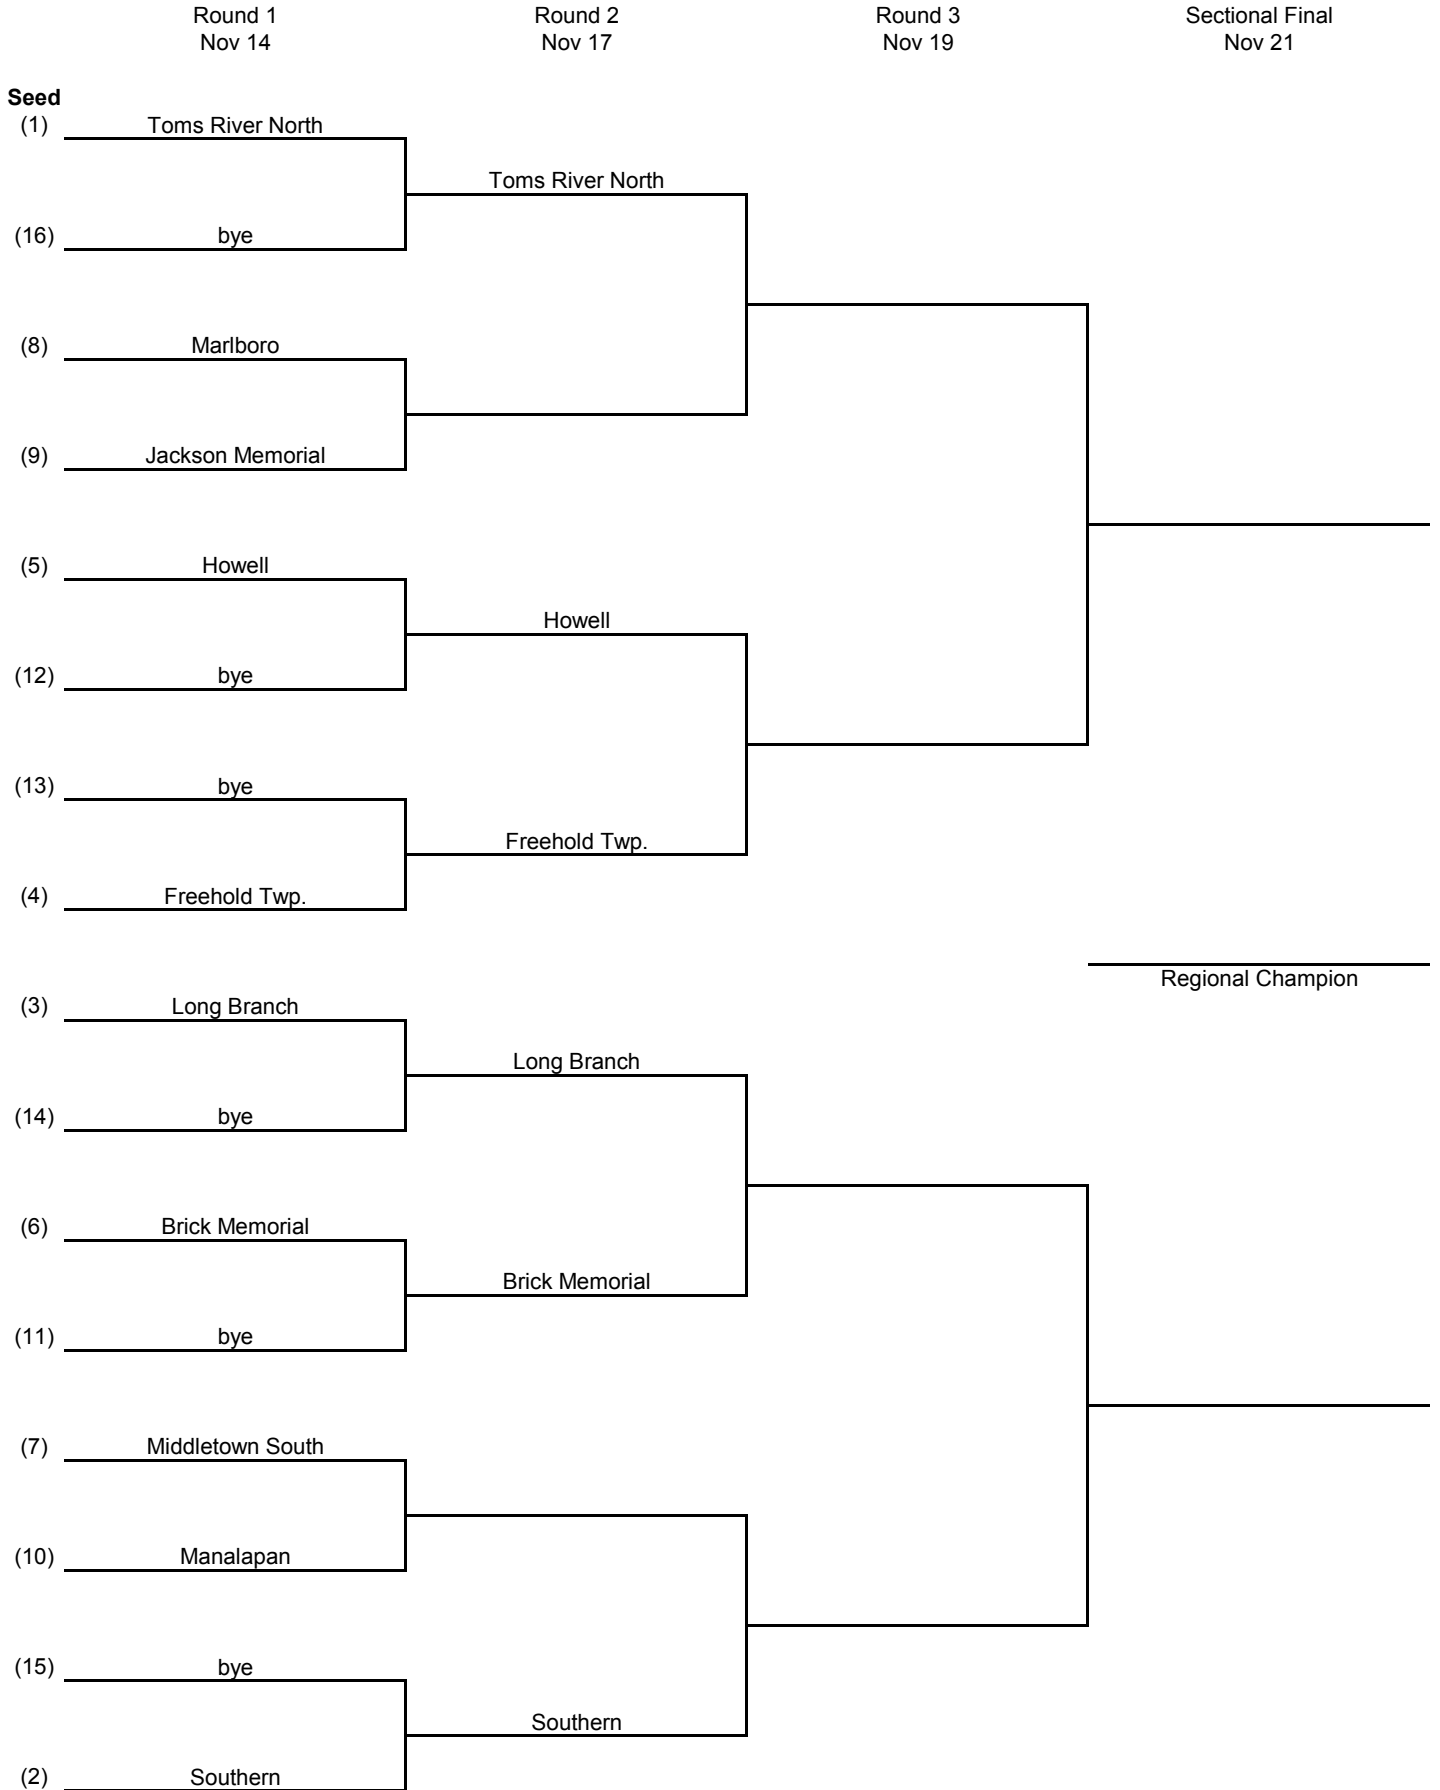 Round 1 Round 2 Round 3 Sectional Final
Nov 14 Nov 17 Nov 19 Nov 21
Seed
(1) Toms River North
Toms River North
(16) bye
(8) Marlboro
(9) Jackson Memorial
(5) Howell
Howell
(12) bye
(13) bye
Freehold Twp.
(4) Freehold Twp.
Regional Champion
(3) Long Branch
Long Branch
(14) bye
(6) Brick Memorial
Brick Memorial
(11) bye
(7) Middletown South
(10) Manalapan
(15) bye
Southern
(2) Southern